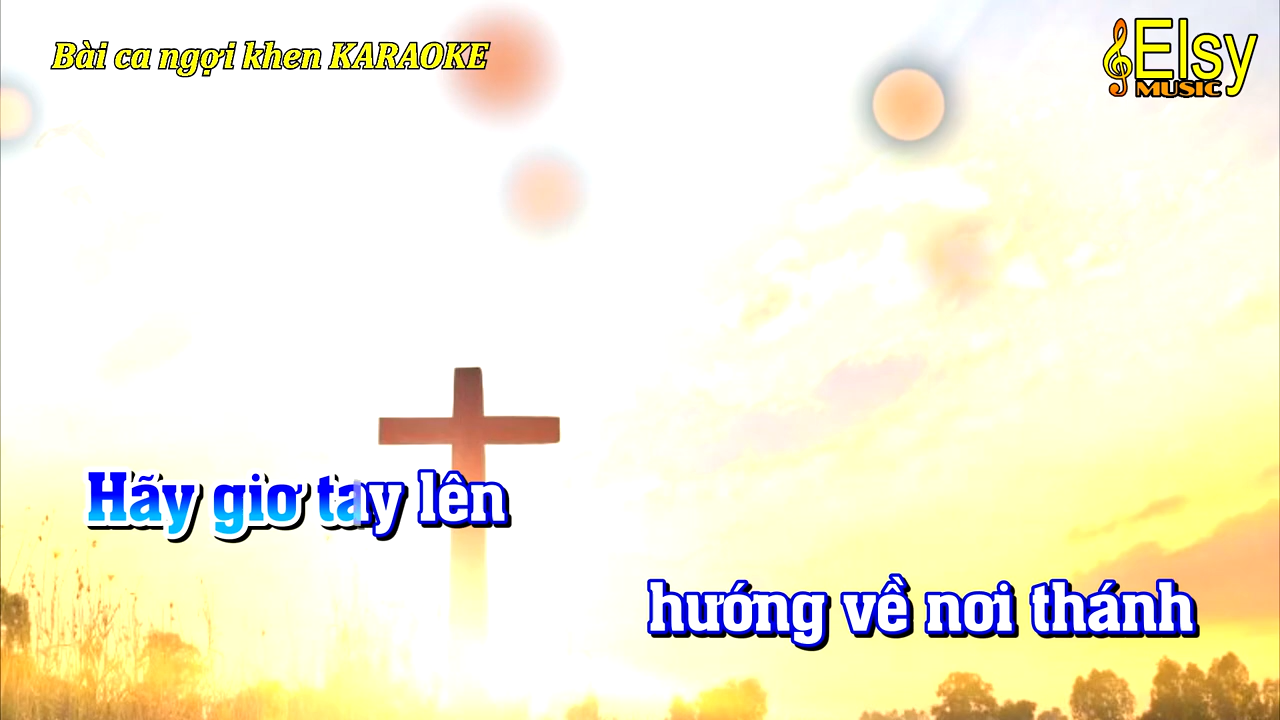 Bài ca ngợi khen KARAOKE
Elsy
MUSIC
Hãy giơ tay lên
hướng về nơi thánh